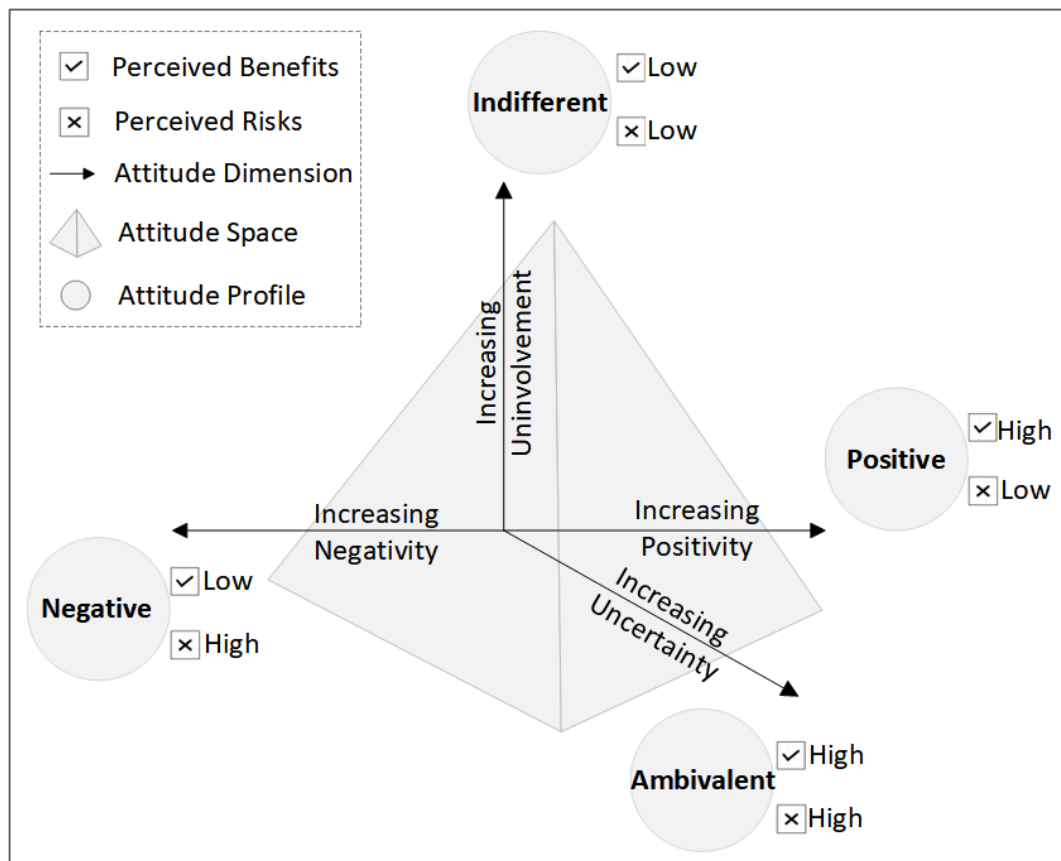 Perceived Benefits
Perceived Risks
Attitude Dimension
Attitude Space
Attitude Profile
Indifferent
Low
Low
Increasing
Uninvolvement
Positive
High
Low
Increasing
Negativity
Increasing
Positivity
Increasing
Uncertainty
Negative
Low
High
Ambivalent
High
High